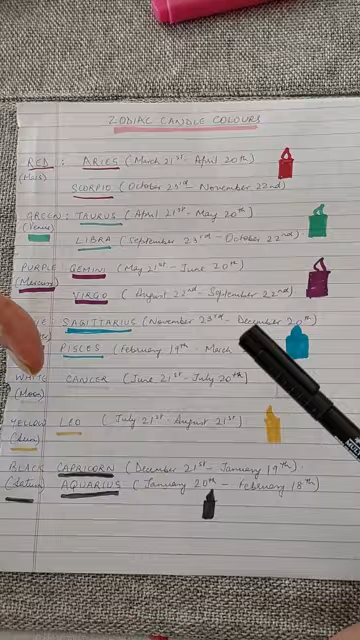 ZODIAC CANDLE COLOURS
RED : ARIES (March 21st - April 20th)
(Mars)
SCORPIO (October 23rd - November 22nd)
GREEN : TAURUS (April 21st - May 20th)
(Venus)
LIBRA (September 23rd - October 22nd)
PURPLE GEMINI (May 21st - June 20th)
(Mercury)
VIRGO (August 22nd - September 22nd)
SAGITTARIUS (November 23rd - December 20th)
PISCES (February 19th - March
WHITE CANCER (June 21st - July 20th)
(Moon)
YELLOW LEO (July 21st - August 21st)
(Sun)
BLACK CAPRICORN (December 21st - January 19th).
(Saturn) AQUARIUS (January 20th - February 18th)